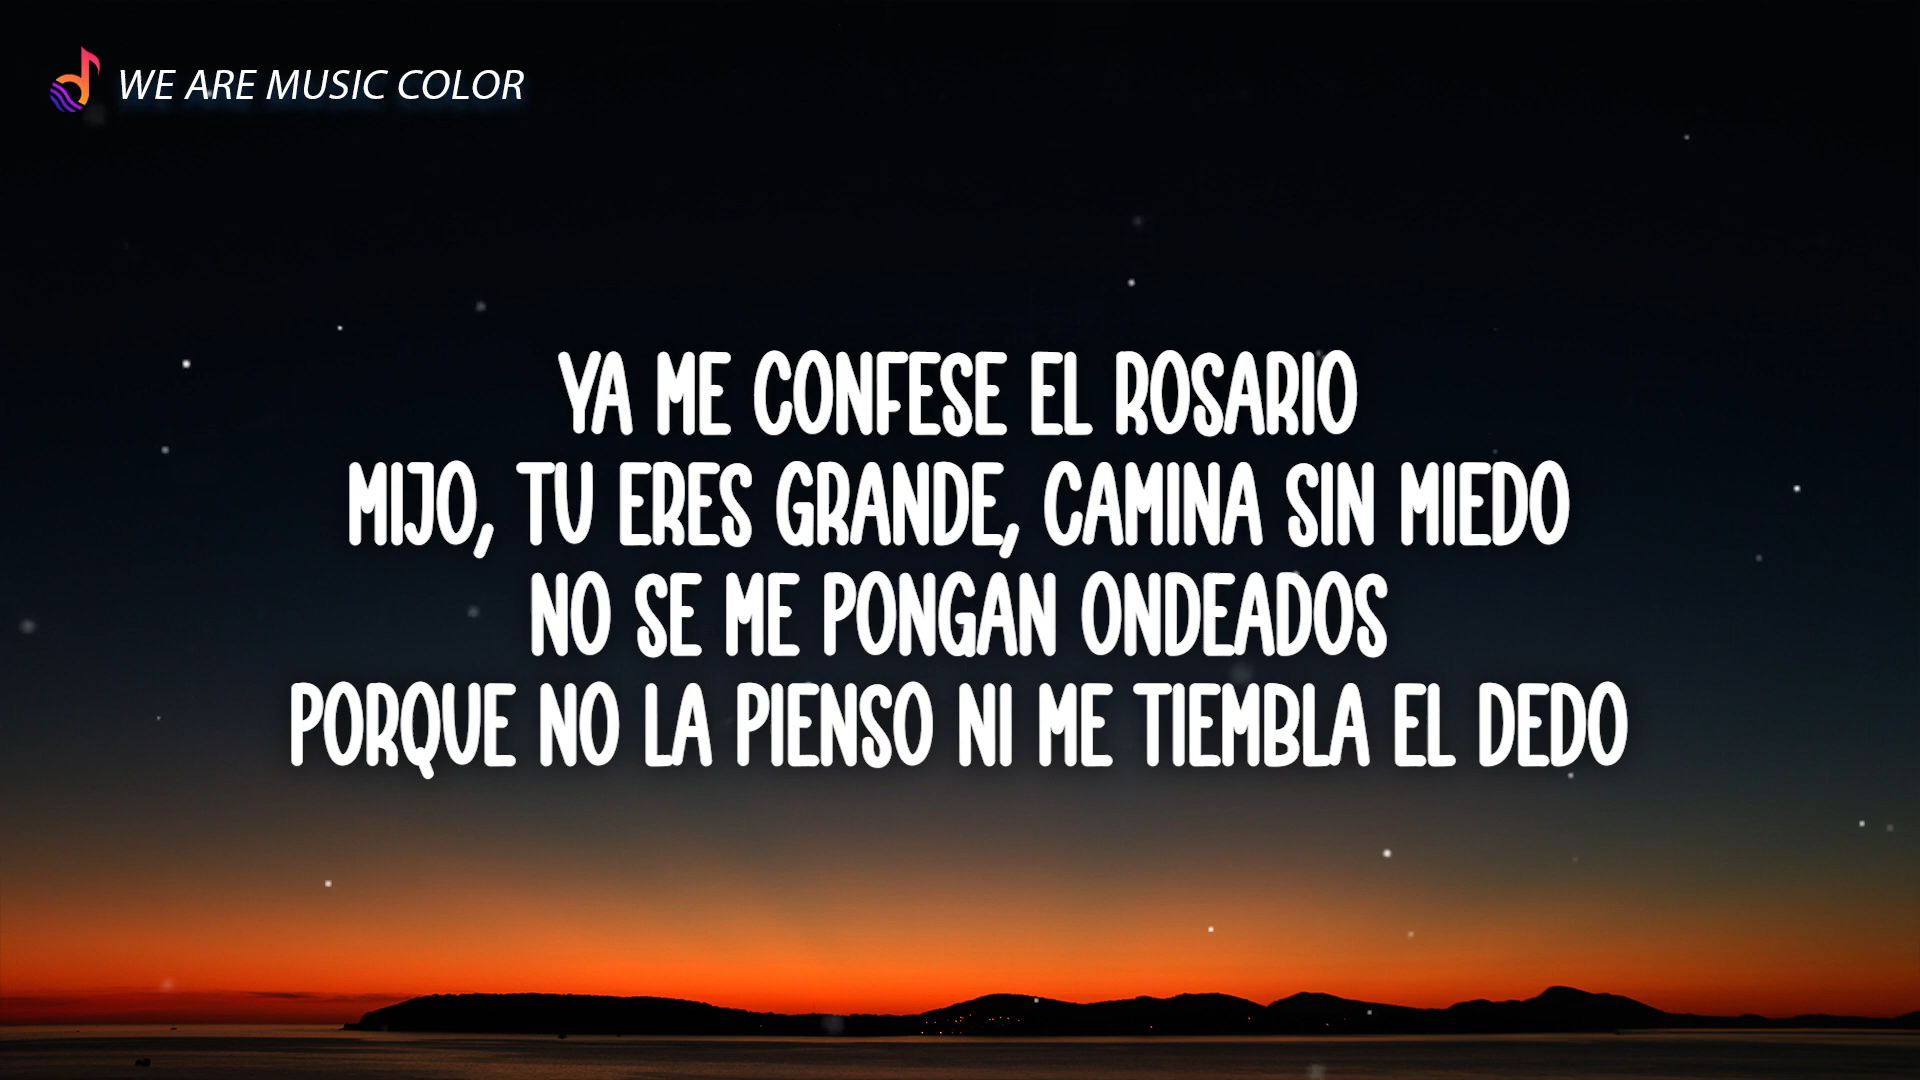 WE ARE MUSIC COLOR
YA ME CONFESE EL ROSARIO
MIJO, TU ERES GRANDE, CAMINA SIN MIEDO
NO SE ME PONGAN ONDEADOS
PORQUE NO LA PIENSO NI ME TIEMBLA EL DEDO